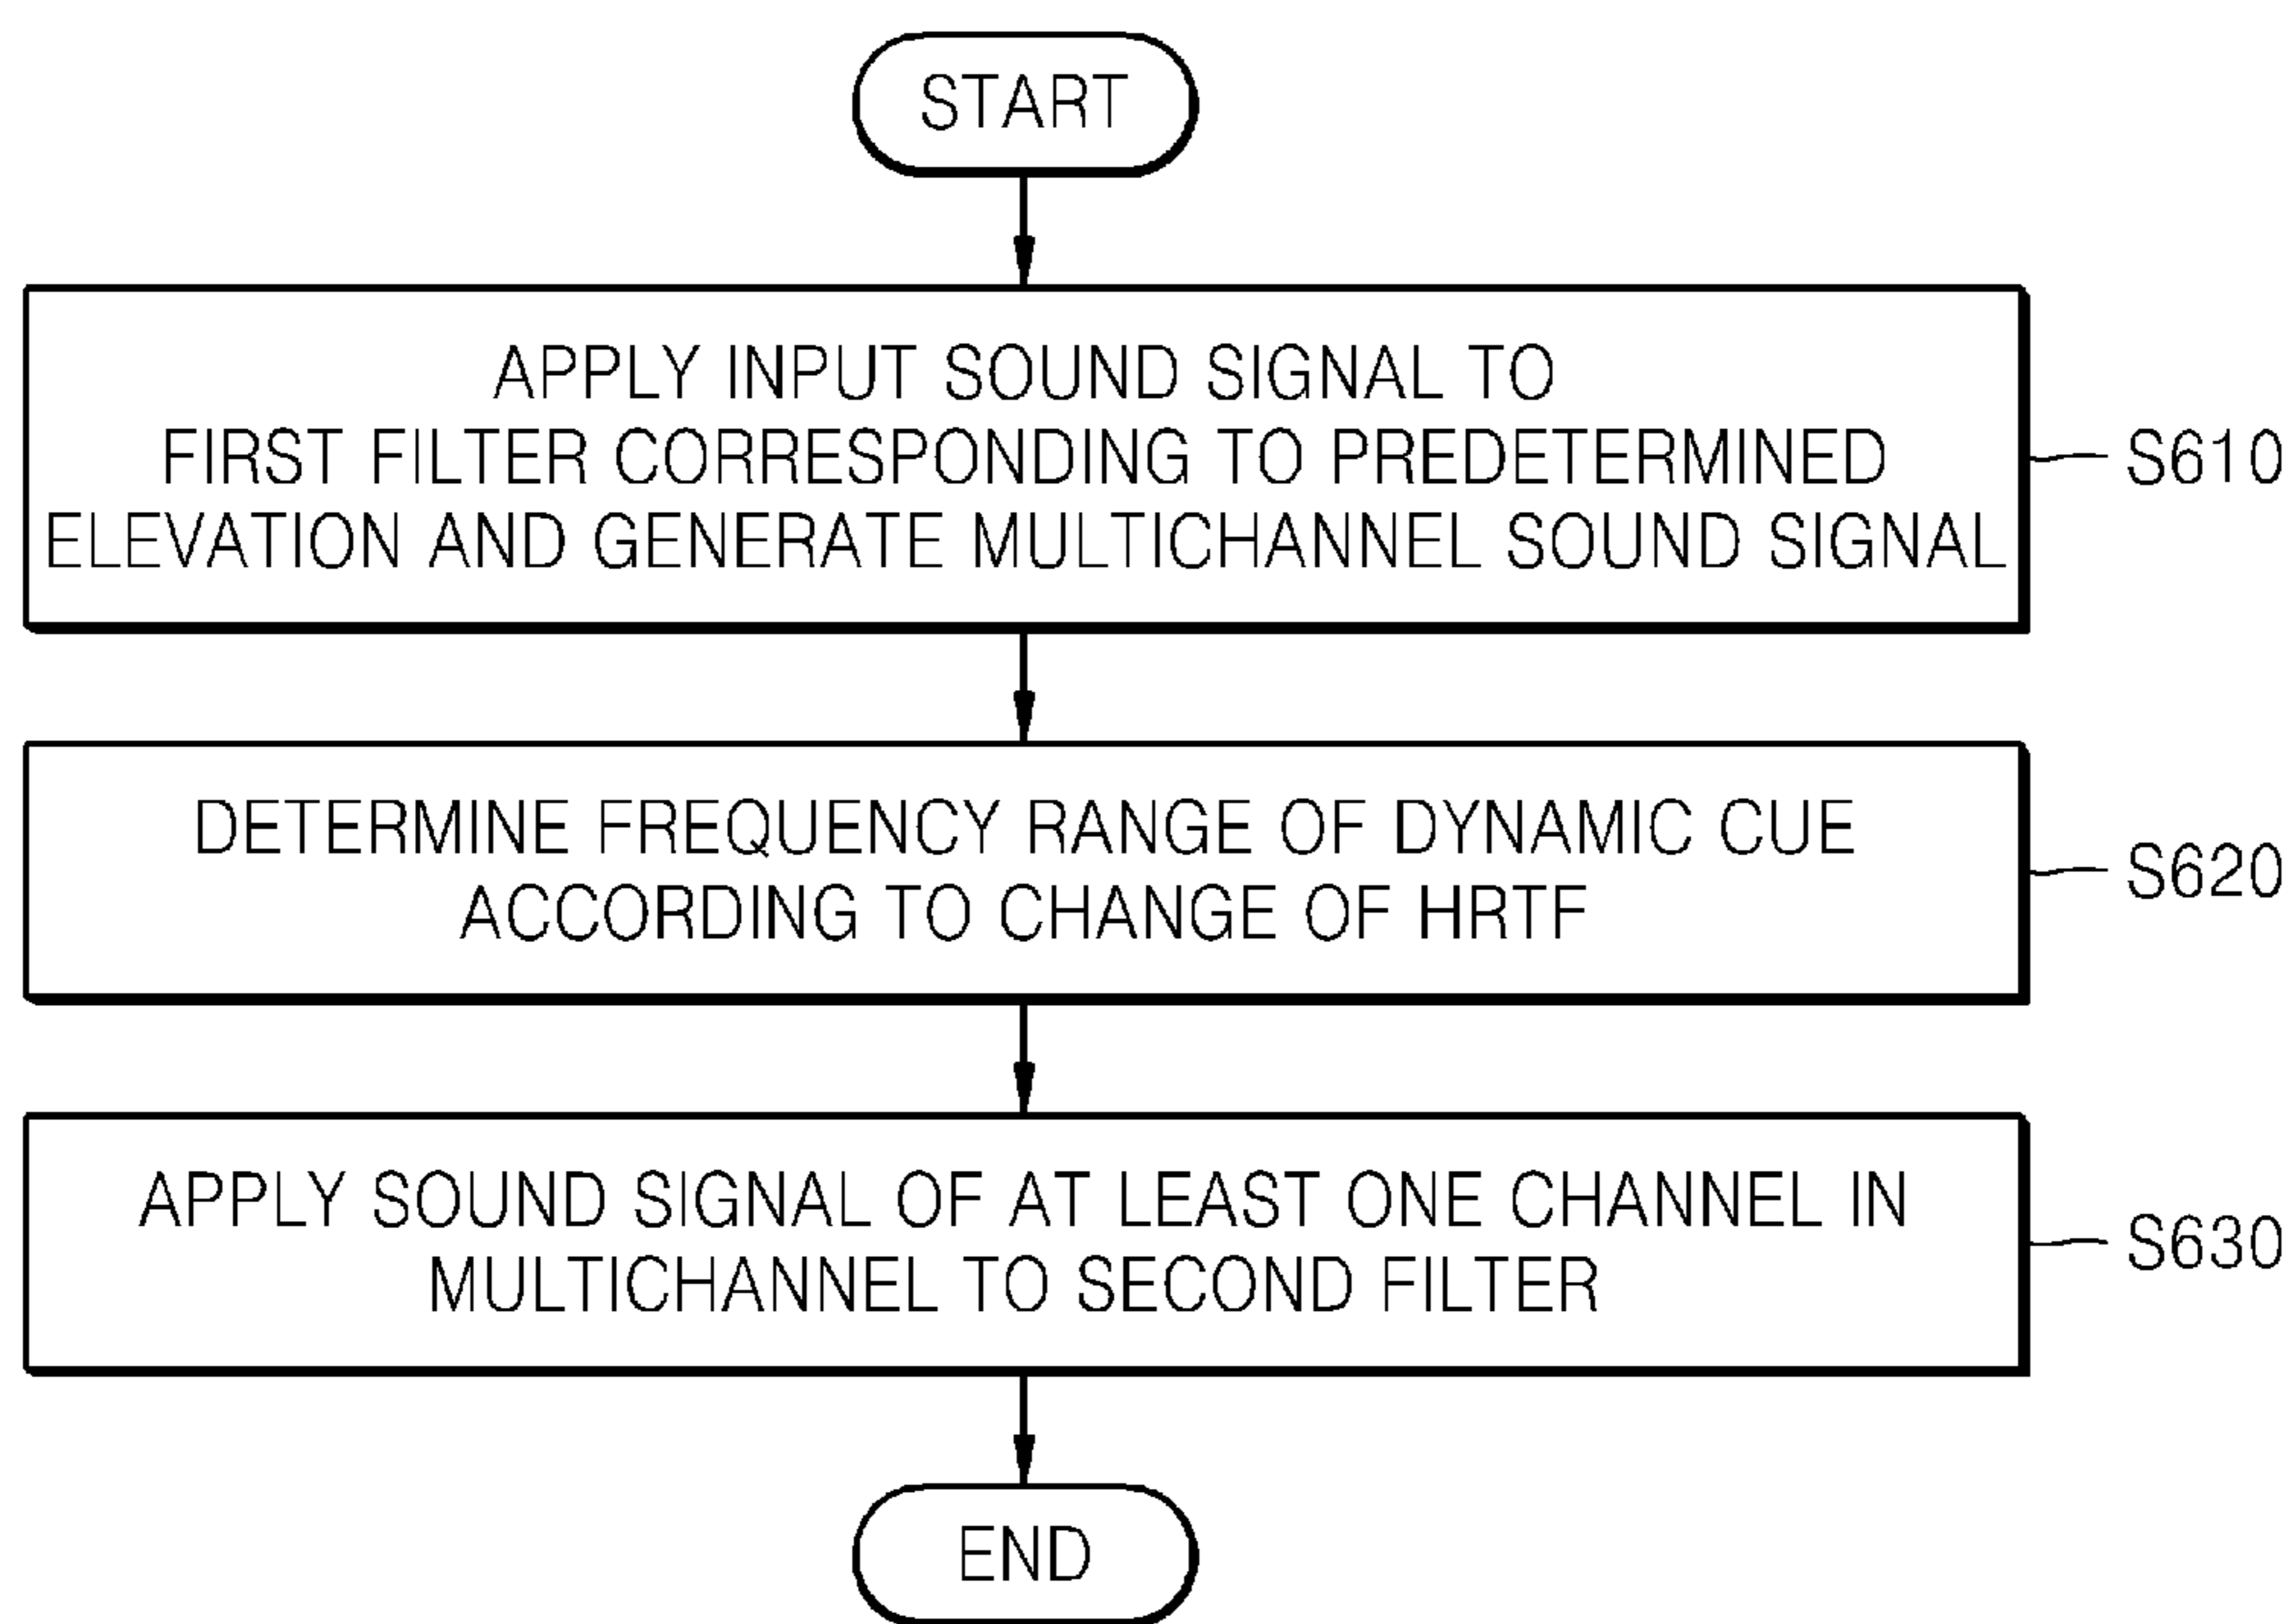 START
APPLY INPUT SOUND SIGNAL TO
FIRST FILTER CORRESPONDING TO PREDETERMINED
ELEVATION AND GENERATE MULTICHANNEL SOUND SIGNAL
S610
DETERMINE FREQUENCY RANGE OF DYNAMIC CUE
ACCORDING TO CHANGE OF HRTF
S620
APPLY SOUND SIGNAL OF AT LEAST ONE CHANNEL IN
MULTICHANNEL TO SECOND FILTER
S630
END